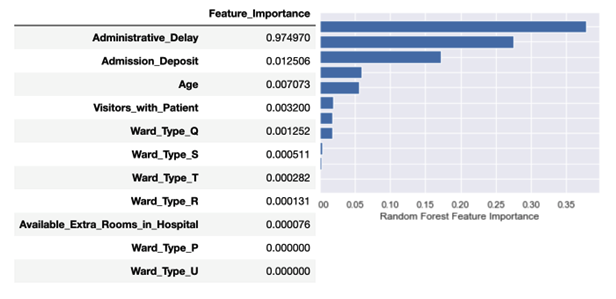 Feature_Importance
Administrative_Delay 0.974970
Admission_Deposit 0.012506
Age 0.007073
Visitors_with_Patient 0.003200
Ward_Type_Q 0.001252
Ward_Type_S 0.000511
Ward_Type_T 0.000282
Ward_Type_R 0.000131
Available_Extra_Rooms_in_Hospital 0.000076
Ward_Type_P 0.000000
Ward_Type_U 0.000000
00 0.05 0.10 0.15 0.20 0.25 0.30 0.35
Random Forest Feature Importance